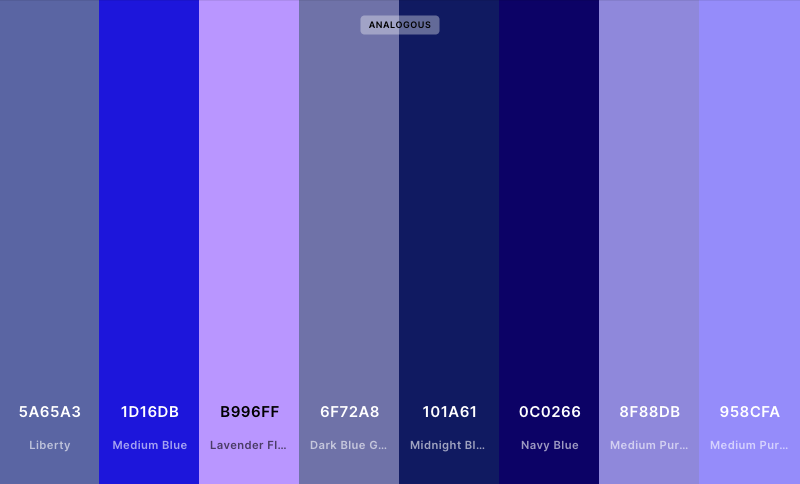 ANALOGOUS
5A65A3 1D16DB B996FF 6F72A8 101A61 0C0266 8F88DB 958CFA
Liberty Medium Blue Lavender Fl... Dark Blue G... Midnight Bl... Navy Blue Medium Pur... Medium Pur...